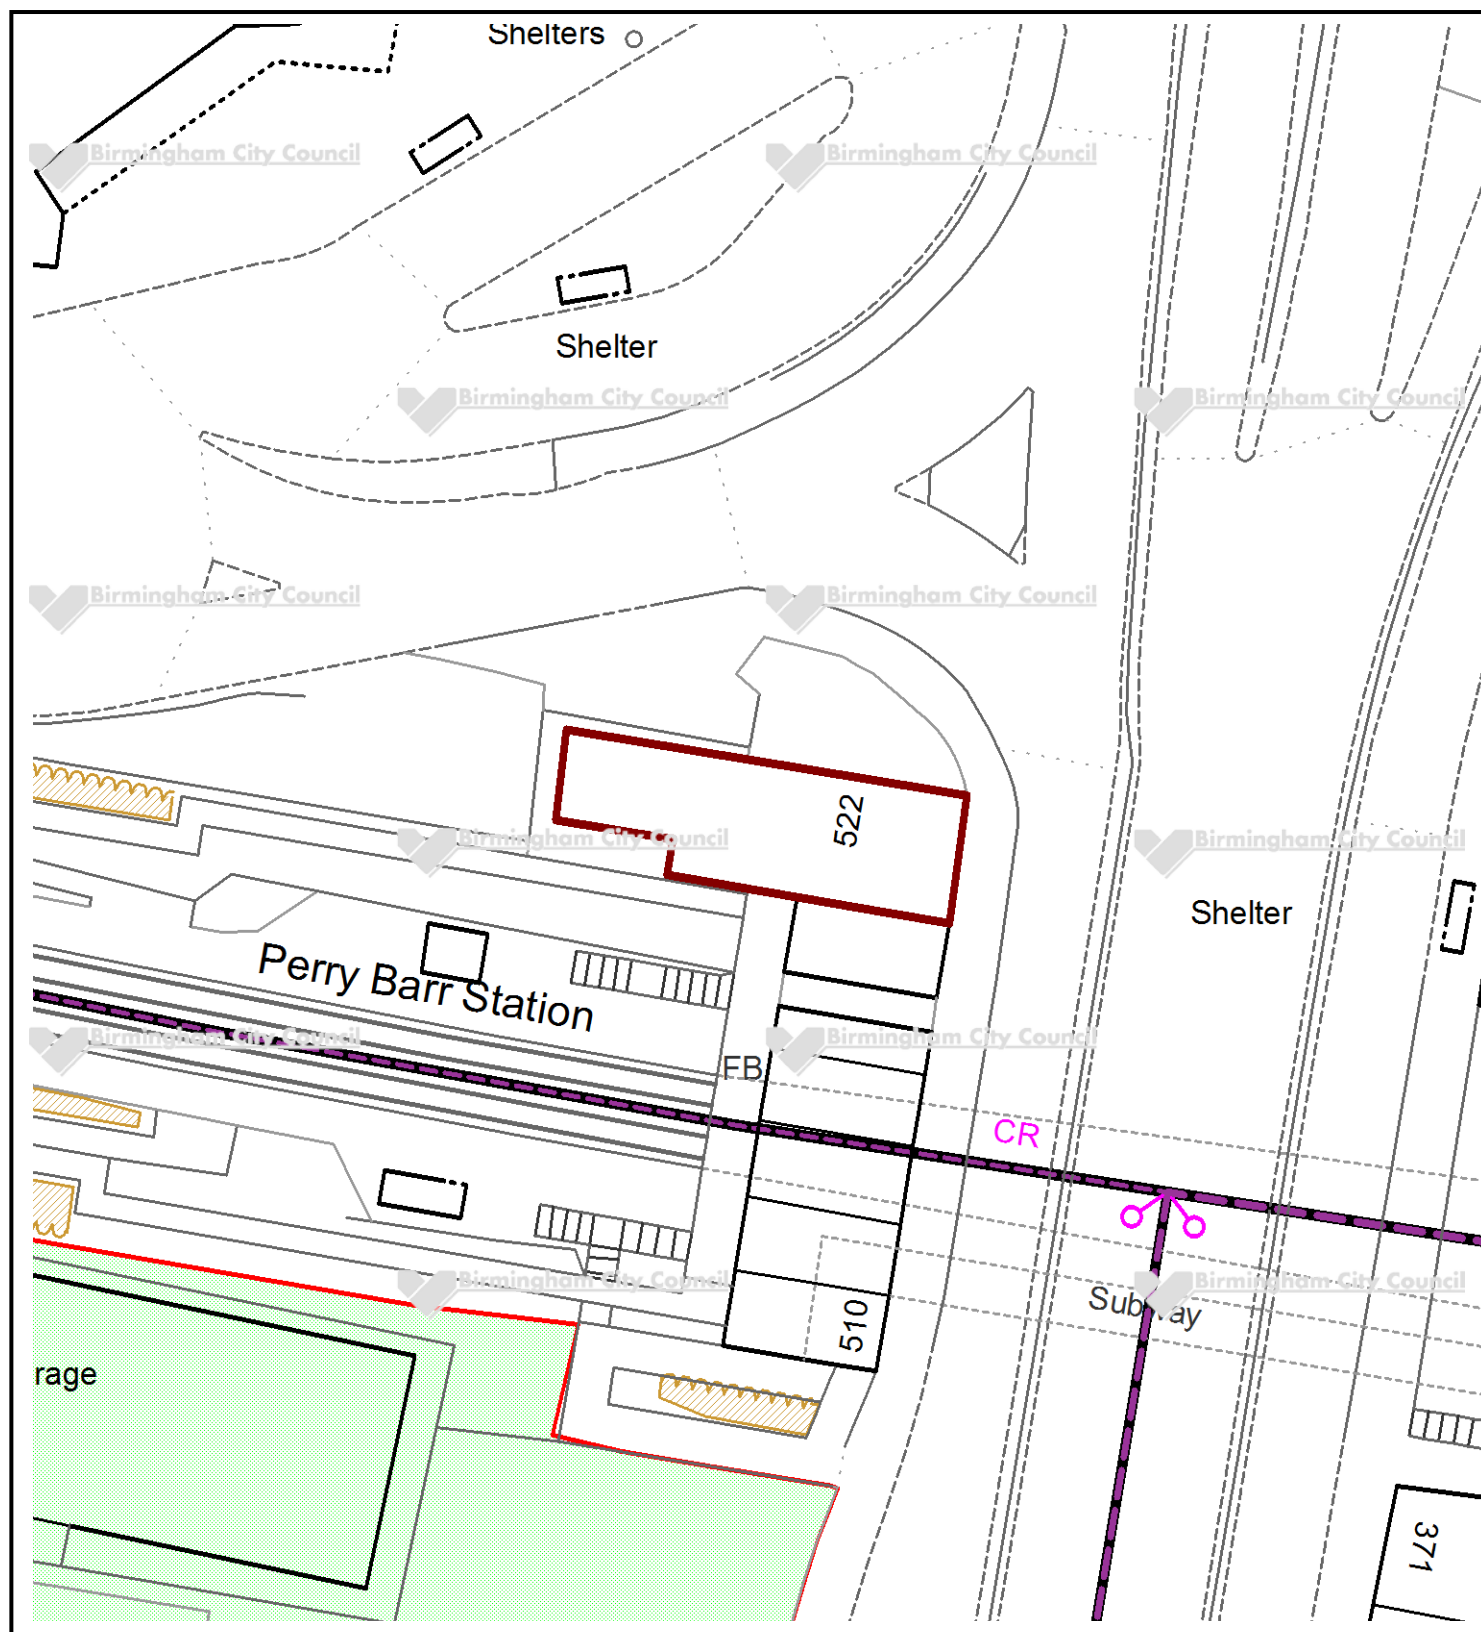 Shelters
Birmingham City Council
Birmingham City Council
Shelter
Birmingham City Council
Birmingham City Council
Birmingham City Council
Birmingham City Council
522
Birmingham City Council
Birmingham City Council
Shelter
Perry Barr Station
Birmingham City Council
Birmingham City Council
FB
CR
Birmingham City Council
Birmingham City Council
Subway
510
rage
371